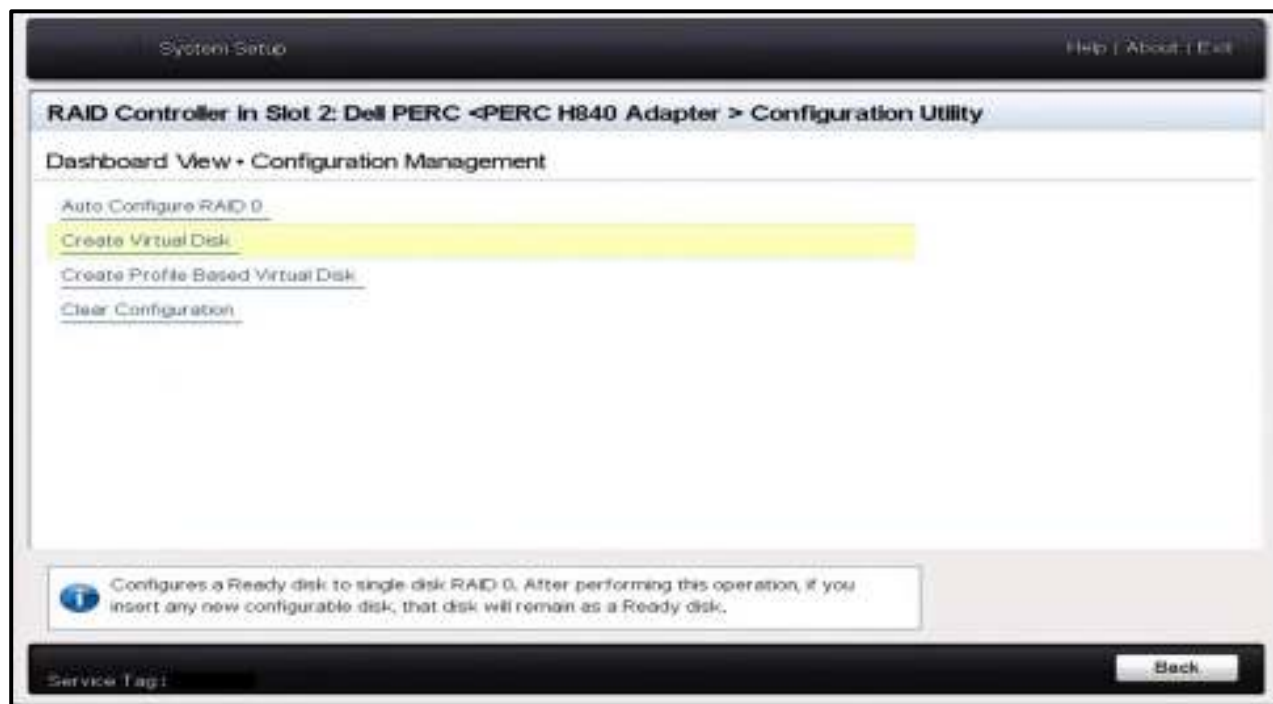 System Setup
Help | About | Exit
RAID Controller in Slot 2: Dell PERC <PERC H840 Adapter > Configuration Utility
Dashboard View • Configuration Management
Auto Configure RAID 0
Create Virtual Disk
Create Profile Based Virtual Disk
Clear Configuration
Configures a Ready disk to single disk RAID 0. After performing this operation, if you
insert any new configurable disk, that disk will remain as a Ready disk.
Service Tag :
Back